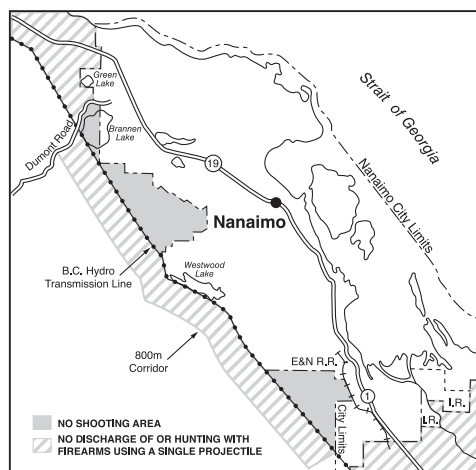 Green
Lake
Strait of Georgia
Dumont Road
Brannen
Lake
19
Nanaimo City Limits
Nanaimo
B.C. Hydro
Transmission Line
Westwood
Lake
800m
Corridor
E&N R.R.
1
I.R.
I.R.
City Limits
NO SHOOTING AREA
NO DISCHARGE OF OR HUNTING WITH
FIREARMS USING A SINGLE PROJECTILE